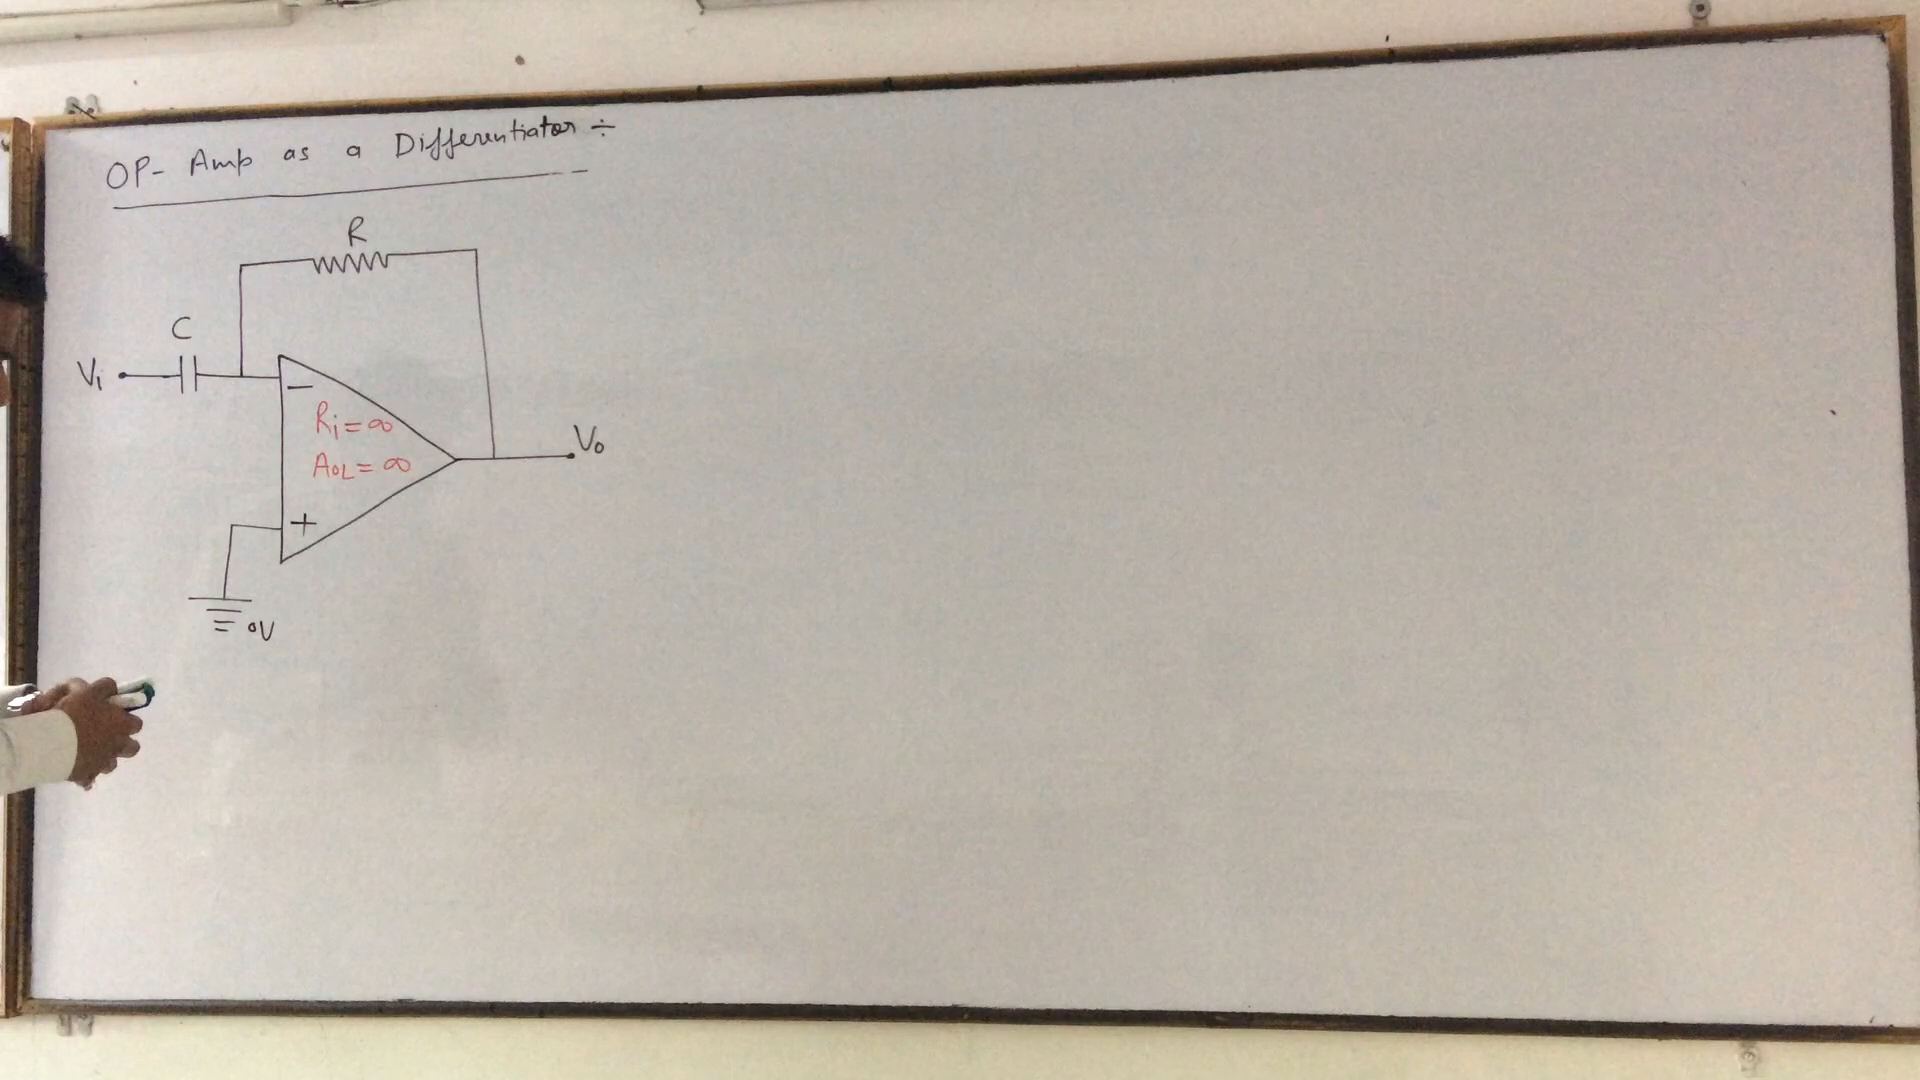 OP- Amp as a Differentiator ÷
R
C
Vi
−
Ri = ∞
AOL = ∞
Vo
+
0V